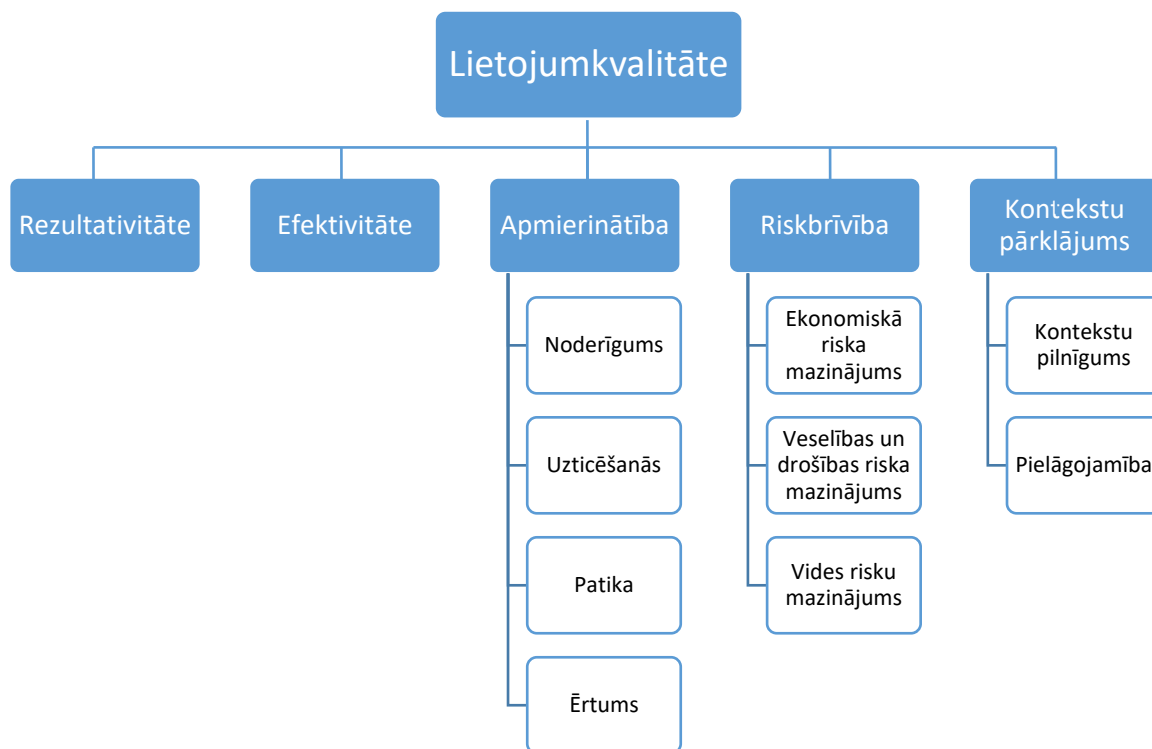 Lietojumkvalitāte
Rezultativitāte
Efektivitāte
Apmierinātība
Riskbrīvība
Kontekstu
pārklājums
Noderīgums
Uzticēšanās
Patika
Ērtums
Ekonomiskā
riska
mazinājums
Veselības un
drošības riska
mazinājums
Vides risku
mazinājums
Kontekstu
pilnīgums
Pielāgojamība